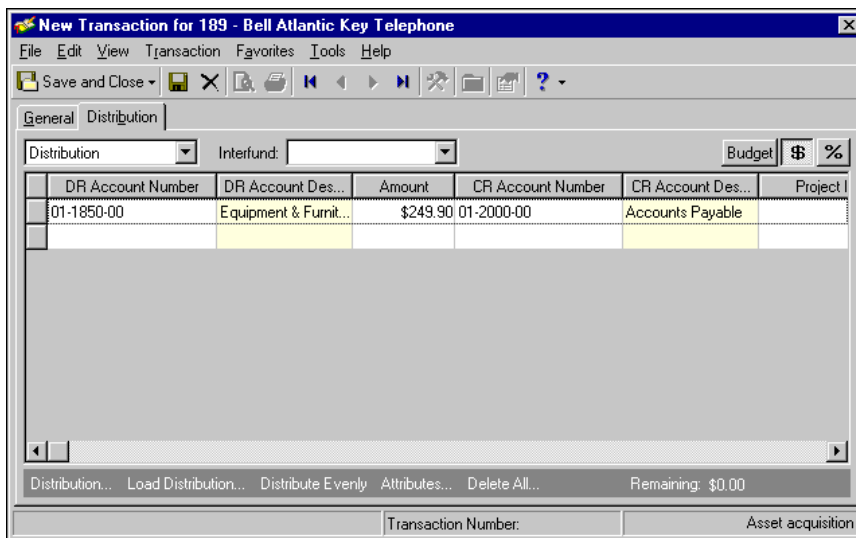 New Transaction for 189 - Bell Atlantic Key Telephone
File Edit View Transaction Favorites Tools Help
Save and Close
General Distribution
Distribution Interfund: Budget $ %
DR Account Number DR Account Des... Amount CR Account Number CR Account Des... Project I
01-1850-00 Equipment & Furnit... $249.90 01-2000-00 Accounts Payable
Distribution... Load Distribution... Distribute Evenly Attributes... Delete All... Remaining: $0.00
Transaction Number: Asset acquisition